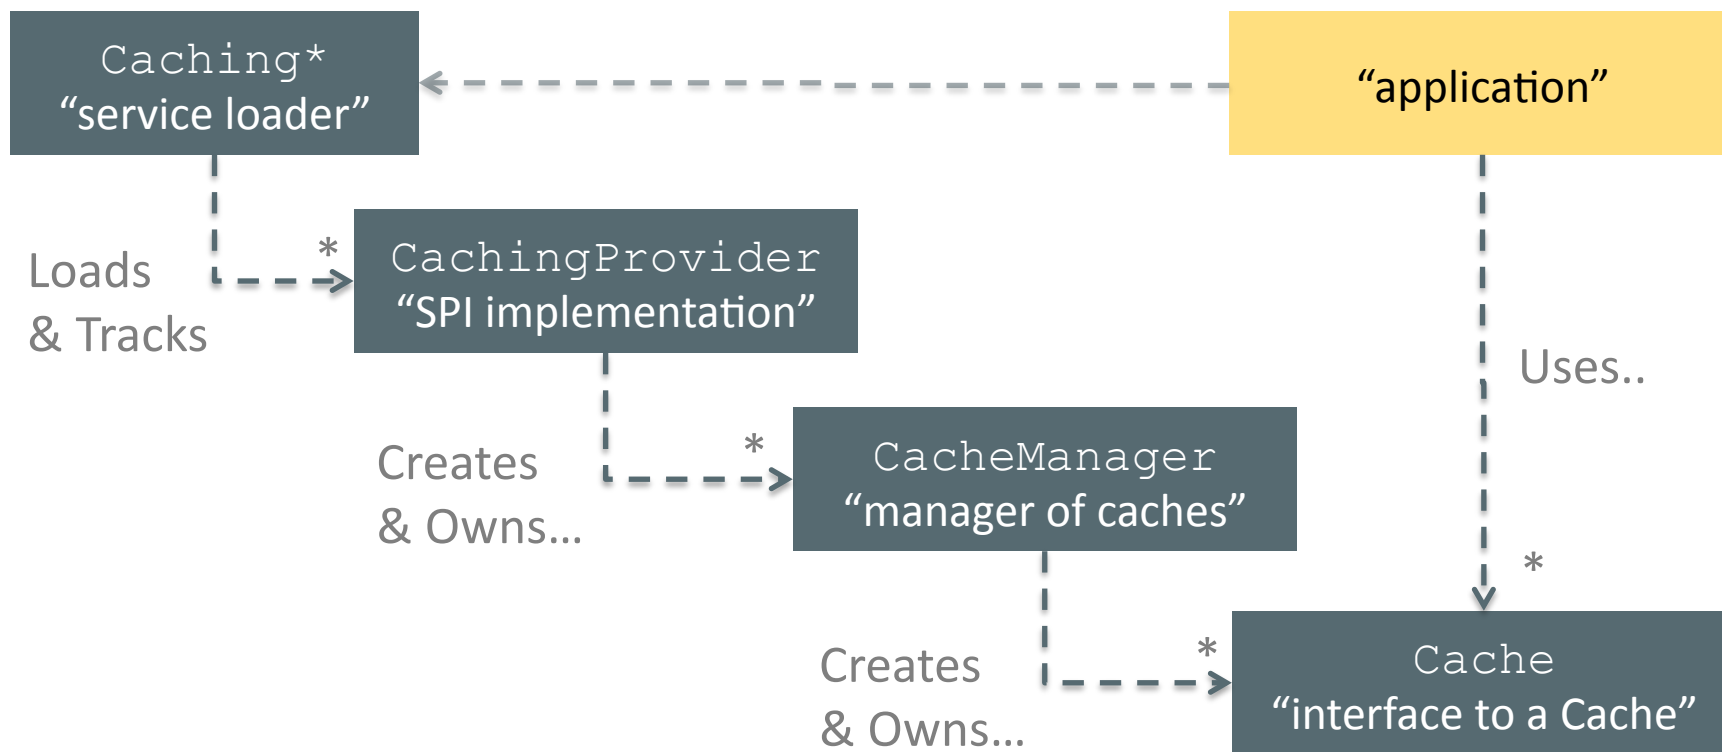 Caching*
“service loader”
“application”
Loads
& Tracks
*
CachingProvider
“SPI implementation”
Uses..
Creates
& Owns...
*
CacheManager
“manager of caches”
*
Creates
& Owns...
*
Cache
“interface to a Cache”